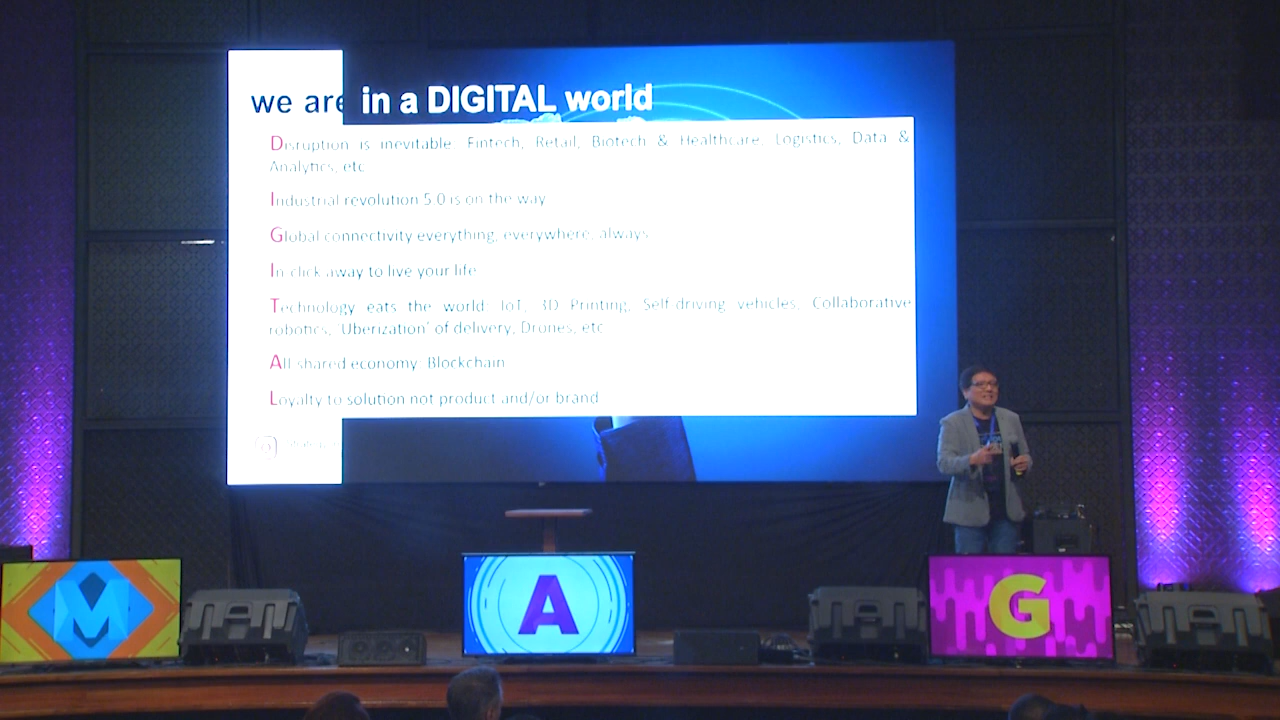 we are in a DIGITAL world
Disruption is inevitable: Fintech, Retail, Biotech & Healthcare, Logistics, Data &
Analytics, etc
Industrial revolution 5.0 is on the way
Global connectivity everything, everywhere, always
In-click away to live your life
Technology eats the world: IoT, 3D Printing, Self-driving vehicles, Collaborative
robotics, 'Uberization' of delivery, Drones, etc
All shared economy: Blockchain
Loyalty to solution not product and/or brand
M
A
G